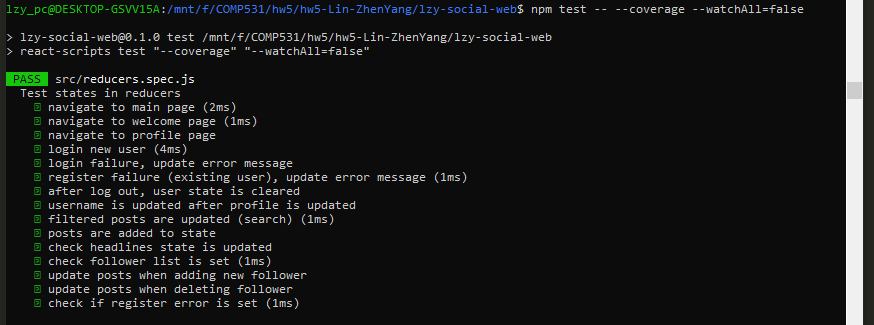 lzy_pc@DESKTOP-GSVV15A:/mnt/f/COMP531/hw5/hw5-Lin-ZhenYang/lzy-social-web$ npm test -- --coverage --watchAll=false
> lzy-social-web@0.1.0 test /mnt/f/COMP531/hw5/hw5-Lin-ZhenYang/lzy-social-web
> react-scripts test "--coverage" "--watchAll=false"
PASS src/reducers.spec.js
Test states in reducers
navigate to main page (2ms)
navigate to welcome page (1ms)
navigate to profile page
login new user (4ms)
login failure, update error message
register failure (existing user), update error message (1ms)
after log out, user state is cleared
username is updated after profile is updated
filtered posts are updated (search) (1ms)
posts are added to state
check headlines state is updated
check follower list is set (1ms)
update posts when adding new follower
update posts when deleting follower
check if register error is set (1ms)